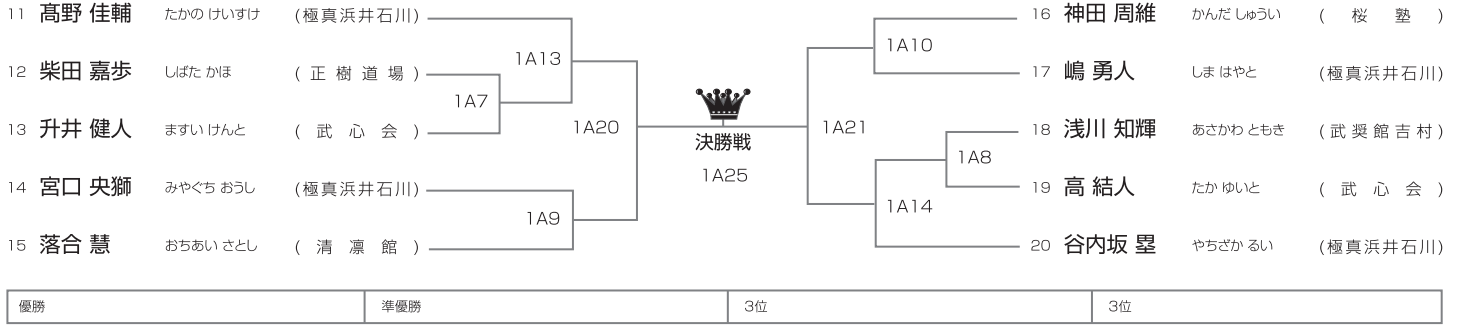 11 髙野 佳輔 たかの けいすけ (極真浜井石川)
12 柴田 嘉歩 しばた かほ (正樹道場)
13 升井 健人 ますい けんと (武心会)
14 宮口 央獅 みやぐち おうし (極真浜井石川)
15 落合 慧 おちあい さとし (清凛館)
1A13
1A7
1A20
1A9
決勝戦
1A25
1A10
1A21
1A8
1A14
16 神田 周維 かんだ しゅうい (桜塾)
17 嶋 勇人 しま はやと (極真浜井石川)
18 浅川 知輝 あさかわ ともき (武奨館吉村)
19 高 結人 たか ゆいと (武心会)
20 谷内坂 塁 やちざか るい (極真浜井石川)
優勝 準優勝 3位 3位